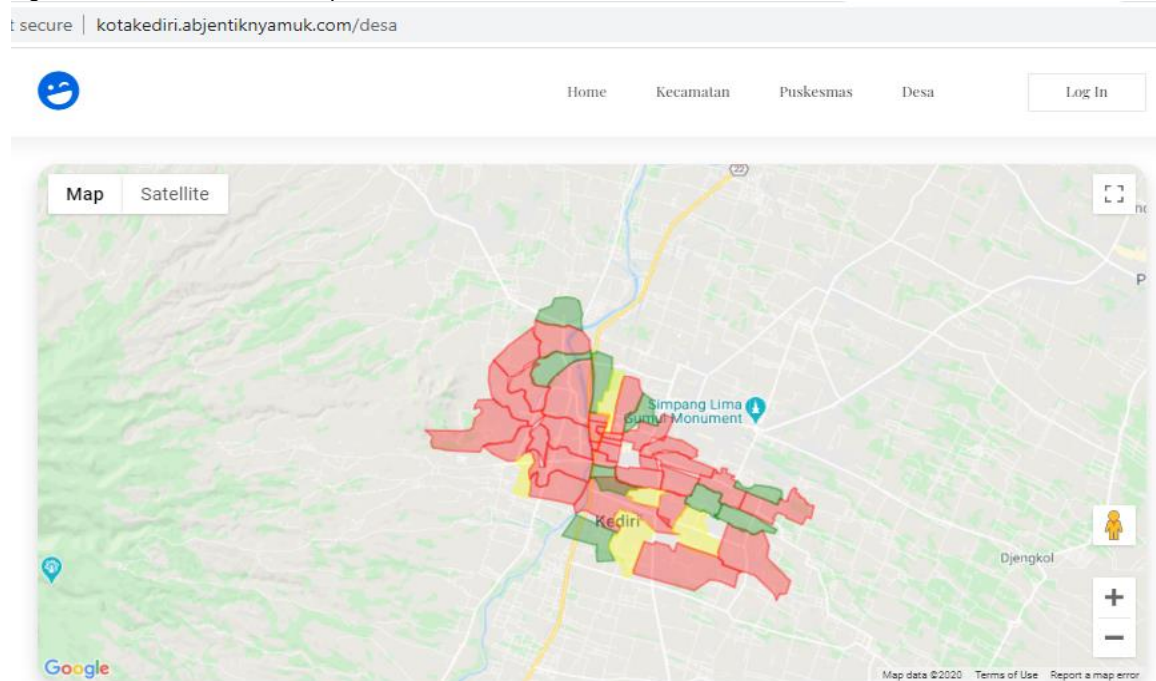 t secure | kotakediri.abjentiknyamuk.com/desa
Home Kecamatan Puskesmas Desa Log In
Map Satellite
22
P
Simpang Lima
Gumul Monument
Kediri
Djengkol
Google
Map data ©2020 Terms of Use Report a map error